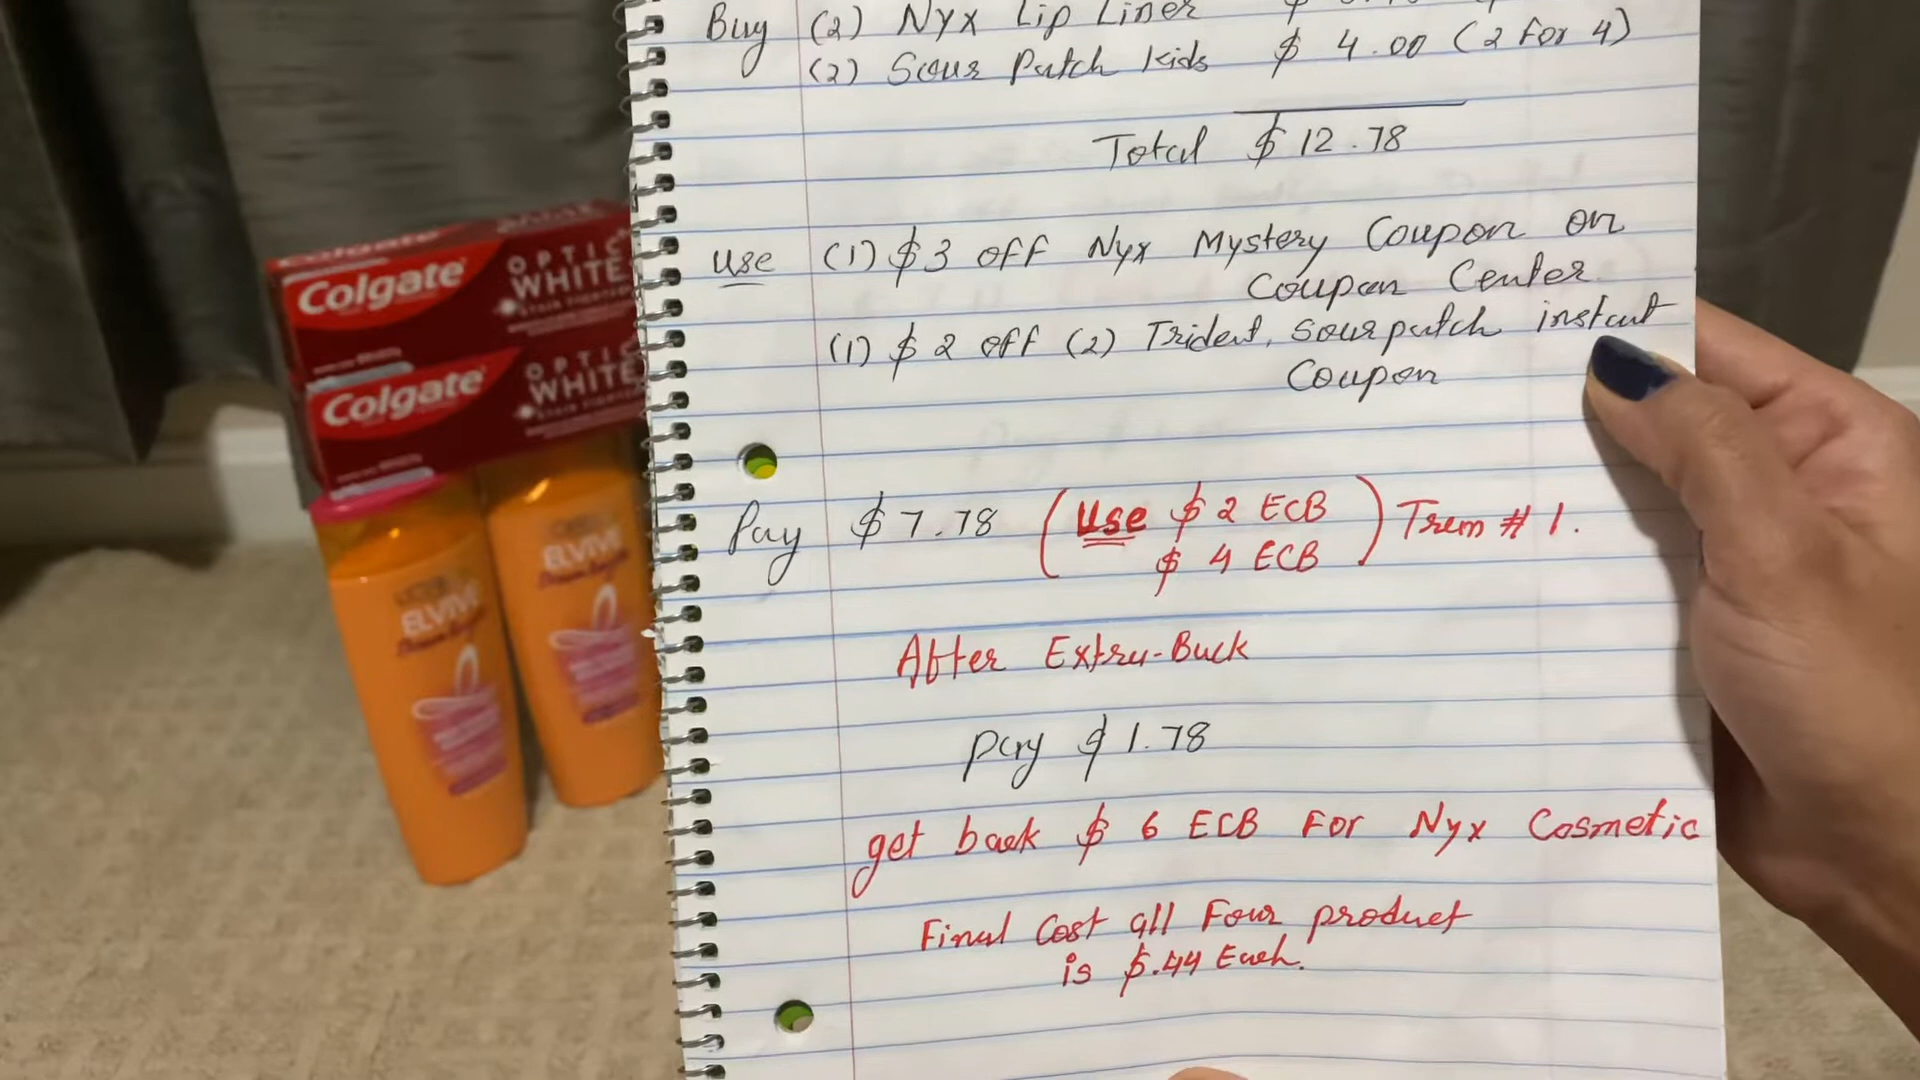 Buy (2) Nyx Lip Liner $
(2) Sour Patch Kids $ 4.00 (2 For 4)
Total $ 12.78
Use (1) $3 off Nyx Mystery Coupon on
Coupon Center
(1) $ 2 off (2) Trident, Sourpatch instant
Coupon
Pay $ 7.78 (Use $ 2 ECB
$ 4 ECB) Tren # 1.
After Extra-Buck
Pay $ 1.78
get back $ 6 ECB For Nyx Cosmetic
Final Cost all Four product
is $.44 Each.
Colgate OPTIC
WHITE
Colgate OPTIC
WHITE
ELVIVE
ELVIVE